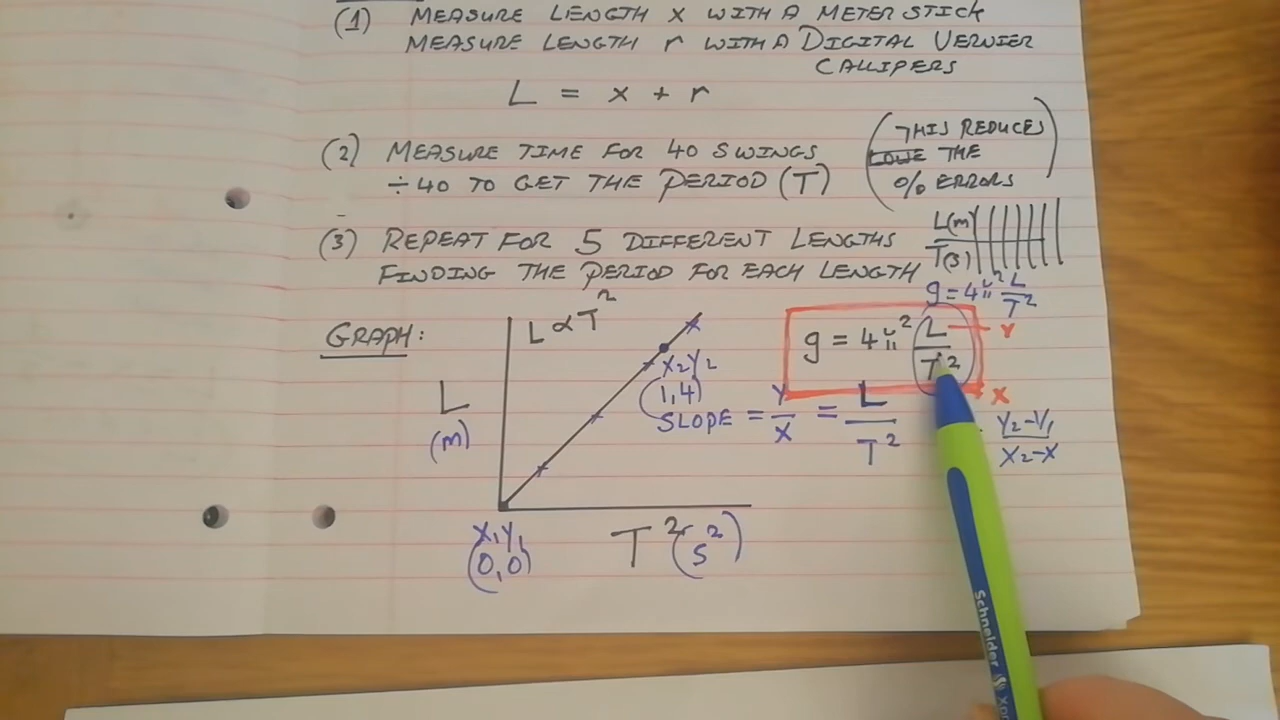 (1) MEASURE LENGTH X WITH A METER STICK
MEASURE LENGTH r WITH A DIGITAL VERNIER
CALLIPERS
L = x + r
(2) MEASURE TIME FOR 40 SWINGS
÷ 40 TO GET THE PERIOD (T)
(THIS REDUCES
THE
% ERRORS)
(3) REPEAT FOR 5 DIFFERENT LENGTHS
FINDING THE PERIOD FOR EACH LENGTH
L(m)
T(s)
g = 4π² L/T²
GRAPH:
L ∝ T²
g = 4π² L/T²
Y
X
L
(m)
X₂Y₂
(1,4)
SLOPE = Y/X = L/T²
Y₂-Y₁
X₂-X
X₁Y₁
(0,0)
T² (s²)
Schneider